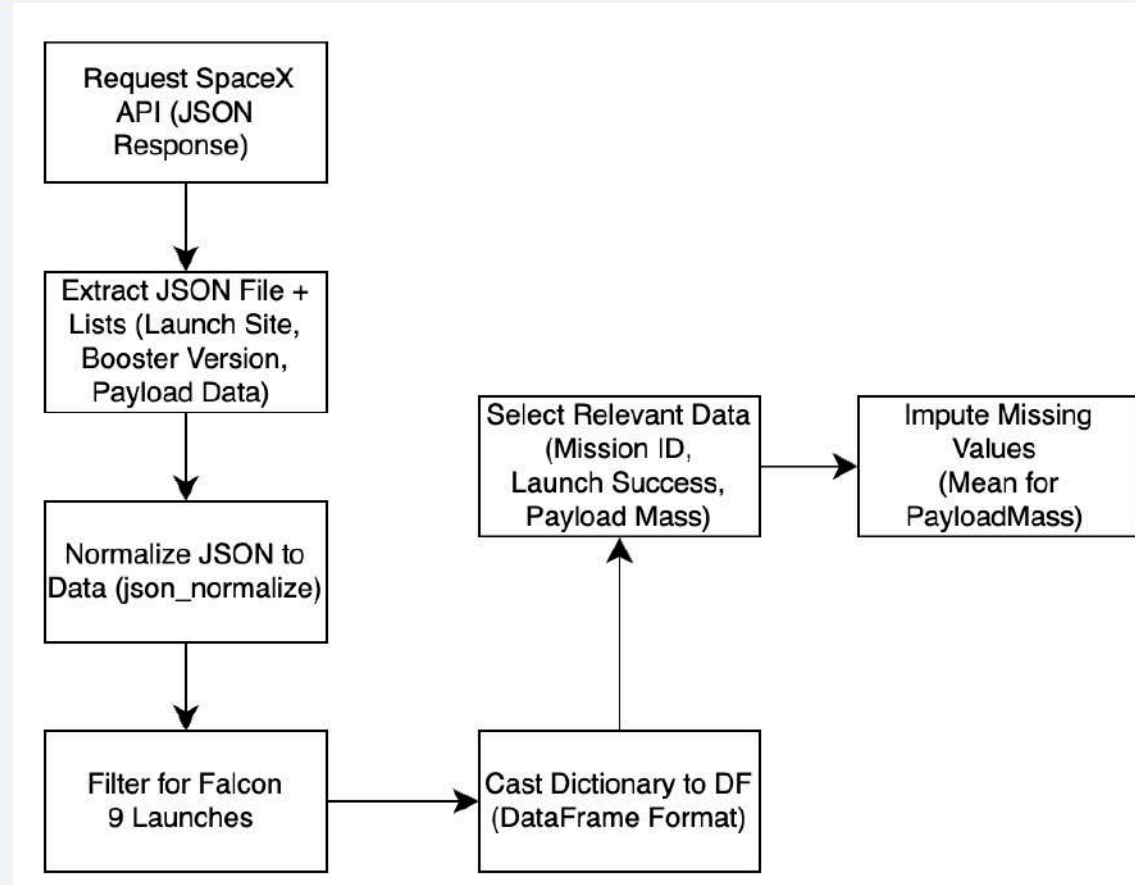 Request SpaceX
API (JSON
Response)
Extract JSON File +
Lists (Launch Site,
Booster Version,
Payload Data)
Normalize JSON to
Data (json_normalize)
Filter for Falcon
9 Launches
Cast Dictionary to DF
(DataFrame Format)
Select Relevant Data
(Mission ID,
Launch Success,
Payload Mass)
Impute Missing
Values
(Mean for
PayloadMass)